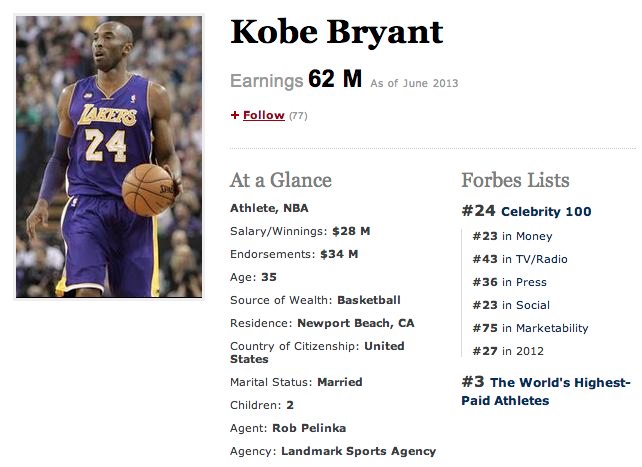 Kobe Bryant
Earnings 62 M As of June 2013
+ Follow (77)
LAKERS
24
At a Glance
Athlete, NBA
Salary/Winnings: $28 M
Endorsements: $34 M
Age: 35
Source of Wealth: Basketball
Residence: Newport Beach, CA
Country of Citizenship: United
States
Marital Status: Married
Children: 2
Agent: Rob Pelinka
Agency: Landmark Sports Agency
Forbes Lists
#24 Celebrity 100
#23 in Money
#43 in TV/Radio
#36 in Press
#23 in Social
#75 in Marketability
#27 in 2012
#3 The World's Highest-
Paid Athletes